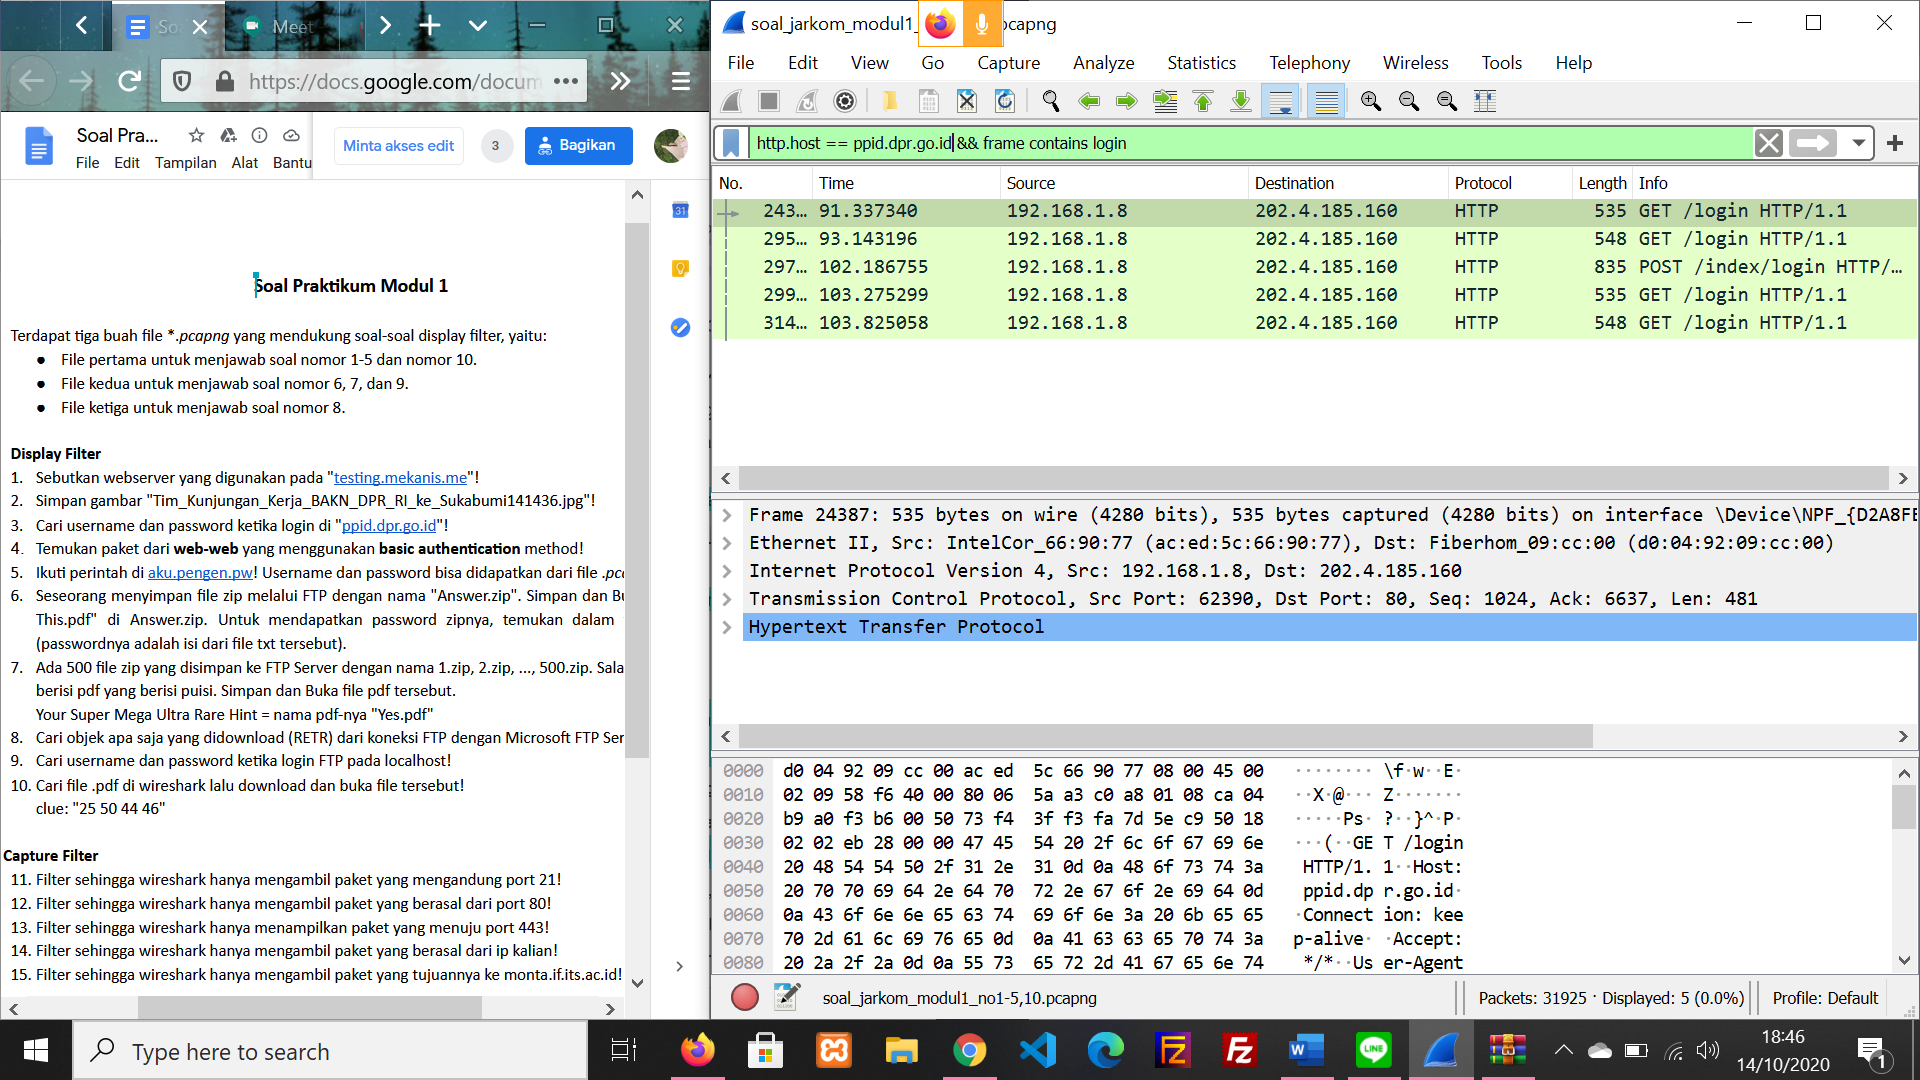 So
Meet
https://docs.google.com/docum
Soal Pra...
File Edit Tampilan Alat Bantu
Minta akses edit
3
Bagikan
31
Soal Praktikum Modul 1
Terdapat tiga buah file *.pcapng yang mendukung soal-soal display filter, yaitu:
● File pertama untuk menjawab soal nomor 1-5 dan nomor 10.
● File kedua untuk menjawab soal nomor 6, 7, dan 9.
● File ketiga untuk menjawab soal nomor 8.
Display Filter
1. Sebutkan webserver yang digunakan pada "testing.mekanis.me"!
2. Simpan gambar "Tim_Kunjungan_Kerja_BAKN_DPR_RI_ke_Sukabumi141436.jpg"!
3. Cari username dan password ketika login di "ppid.dpr.go.id"!
4. Temukan paket dari web-web yang menggunakan basic authentication method!
5. Ikuti perintah di aku.pengen.pw! Username dan password bisa didapatkan dari file .pca
6. Seseorang menyimpan file zip melalui FTP dengan nama "Answer.zip". Simpan dan Bu
This.pdf" di Answer.zip. Untuk mendapatkan password zipnya, temukan dalam
(passwordnya adalah isi dari file txt tersebut).
7. Ada 500 file zip yang disimpan ke FTP Server dengan nama 1.zip, 2.zip, ..., 500.zip. Sala
berisi pdf yang berisi puisi. Simpan dan Buka file pdf tersebut.
Your Super Mega Ultra Rare Hint = nama pdf-nya "Yes.pdf"
8. Cari objek apa saja yang didownload (RETR) dari koneksi FTP dengan Microsoft FTP Ser
9. Cari username dan password ketika login FTP pada localhost!
10. Cari file .pdf di wireshark lalu download dan buka file tersebut!
clue: "25 50 44 46"
Capture Filter
11. Filter sehingga wireshark hanya mengambil paket yang mengandung port 21!
12. Filter sehingga wireshark hanya mengambil paket yang berasal dari port 80!
13. Filter sehingga wireshark hanya menampilkan paket yang menuju port 443!
14. Filter sehingga wireshark hanya mengambil paket yang berasal dari ip kalian!
15. Filter sehingga wireshark hanya mengambil paket yang tujuannya ke monta.if.its.ac.id!
soal_jarkom_modul1_ pcapng
File Edit View Go Capture Analyze Statistics Telephony Wireless Tools Help
http.host == ppid.dpr.go.id && frame contains login
No. Time Source Destination Protocol Length Info
243... 91.337340 192.168.1.8 202.4.185.160 HTTP 535 GET /login HTTP/1.1
295... 93.143196 192.168.1.8 202.4.185.160 HTTP 548 GET /login HTTP/1.1
297... 102.186755 192.168.1.8 202.4.185.160 HTTP 835 POST /index/login HTTP/...
299... 103.275299 192.168.1.8 202.4.185.160 HTTP 535 GET /login HTTP/1.1
314... 103.825058 192.168.1.8 202.4.185.160 HTTP 548 GET /login HTTP/1.1
Frame 24387: 535 bytes on wire (4280 bits), 535 bytes captured (4280 bits) on interface \Device\NPF_{D2A8FE
Ethernet II, Src: IntelCor_66:90:77 (ac:ed:5c:66:90:77), Dst: Fiberhom_09:cc:00 (d0:04:92:09:cc:00)
Internet Protocol Version 4, Src: 192.168.1.8, Dst: 202.4.185.160
Transmission Control Protocol, Src Port: 62390, Dst Port: 80, Seq: 1024, Ack: 6637, Len: 481
Hypertext Transfer Protocol
0000 d0 04 92 09 cc 00 ac ed 5c 66 90 77 08 00 45 00 ········ \f·w··E·
0010 02 09 58 f6 40 00 80 06 5a a3 c0 a8 01 08 ca 04 ··X·@··· Z·······
0020 b9 a0 f3 b6 00 50 73 f4 3f f3 fa 7d 5e c9 50 18 ·····Ps· ?··}^·P·
0030 02 02 eb 28 00 00 47 45 54 20 2f 6c 6f 67 69 6e ···(··GE T /login
0040 20 48 54 54 50 2f 31 2e 31 0d 0a 48 6f 73 74 3a HTTP/1. 1··Host:
0050 20 70 70 69 64 2e 64 70 72 2e 67 6f 2e 69 64 0d ppid.dp r.go.id·
0060 0a 43 6f 6e 6e 65 63 74 69 6f 6e 3a 20 6b 65 65 ·Connect ion: kee
0070 70 2d 61 6c 69 76 65 0d 0a 41 63 63 65 70 74 3a p-alive· ·Accept:
0080 20 2a 2f 2a 0d 0a 55 73 65 72 2d 41 67 65 6e 74 */*··Us er-Agent
soal_jarkom_modul1_no1-5,10.pcapng
Packets: 31925 · Displayed: 5 (0.0%)
Profile: Default
Type here to search
LINE
18:46
14/10/2020
1